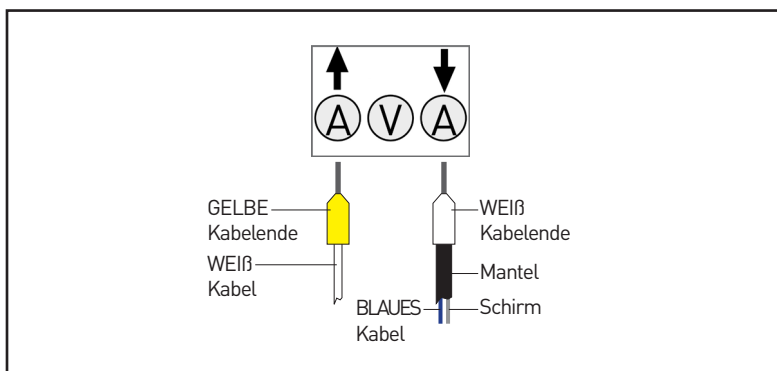 A V A
GELBE
Kabelende
WEIß
Kabel
WEIß
Kabelende
Mantel
BLAUES
Kabel
Schirm